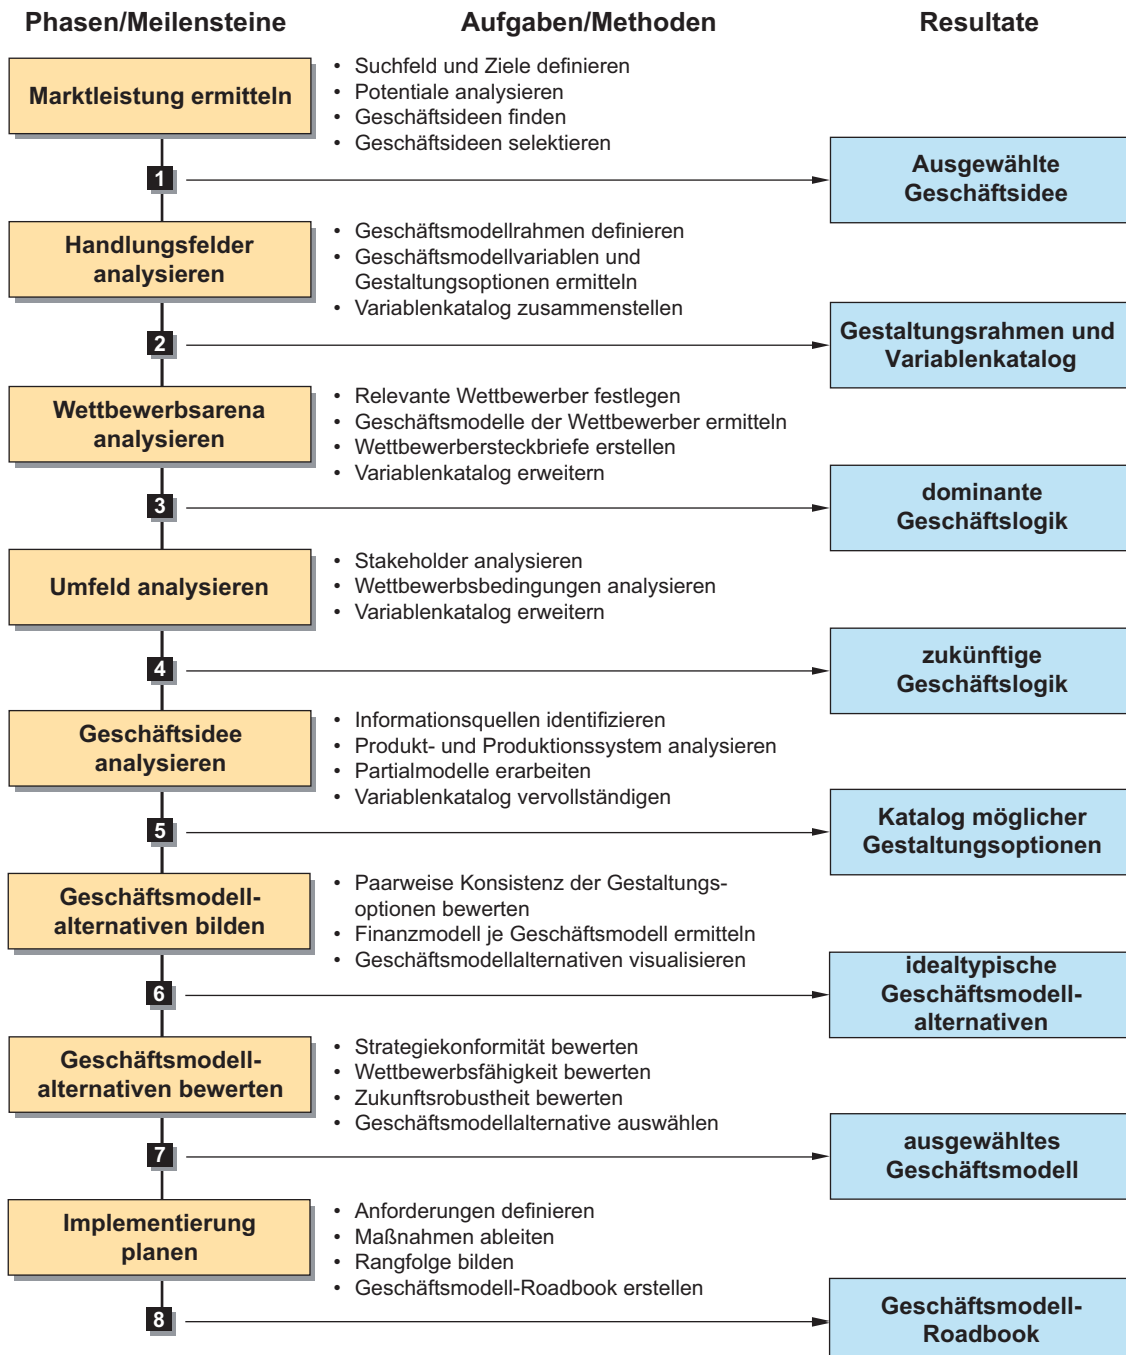 Phasen/Meilensteine
Aufgaben/Methoden
Resultate
Marktleistung ermitteln
• Suchfeld und Ziele definieren
• Potentiale analysieren
• Geschäftsideen finden
• Geschäftsideen selektieren
1
Ausgewählte
Geschäftsidee
Handlungsfelder
analysieren
• Geschäftsmodellrahmen definieren
• Geschäftsmodellvariablen und
Gestaltungsoptionen ermitteln
• Variablenkatalog zusammenstellen
2
Gestaltungsrahmen und
Variablenkatalog
Wettbewerbsarena
analysieren
• Relevante Wettbewerber festlegen
• Geschäftsmodelle der Wettbewerber ermitteln
• Wettbewerbersteckbriefe erstellen
• Variablenkatalog erweitern
3
dominante
Geschäftslogik
Umfeld analysieren
• Stakeholder analysieren
• Wettbewerbsbedingungen analysieren
• Variablenkatalog erweitern
4
zukünftige
Geschäftslogik
Geschäftsidee
analysieren
• Informationsquellen identifizieren
• Produkt- und Produktionssystem analysieren
• Partialmodelle erarbeiten
• Variablenkatalog vervollständigen
5
Katalog möglicher
Gestaltungsoptionen
Geschäftsmodell-
alternativen bilden
• Paarweise Konsistenz der Gestaltungs-
optionen bewerten
• Finanzmodell je Geschäftsmodell ermitteln
• Geschäftsmodellalternativen visualisieren
6
idealtypische
Geschäftsmodell-
alternativen
Geschäftsmodell-
alternativen bewerten
• Strategiekonformität bewerten
• Wettbewerbsfähigkeit bewerten
• Zukunftsrobustheit bewerten
• Geschäftsmodellalternative auswählen
7
ausgewähltes
Geschäftsmodell
Implementierung
planen
• Anforderungen definieren
• Maßnahmen ableiten
• Rangfolge bilden
• Geschäftsmodell-Roadbook erstellen
8
Geschäftsmodell-
Roadbook